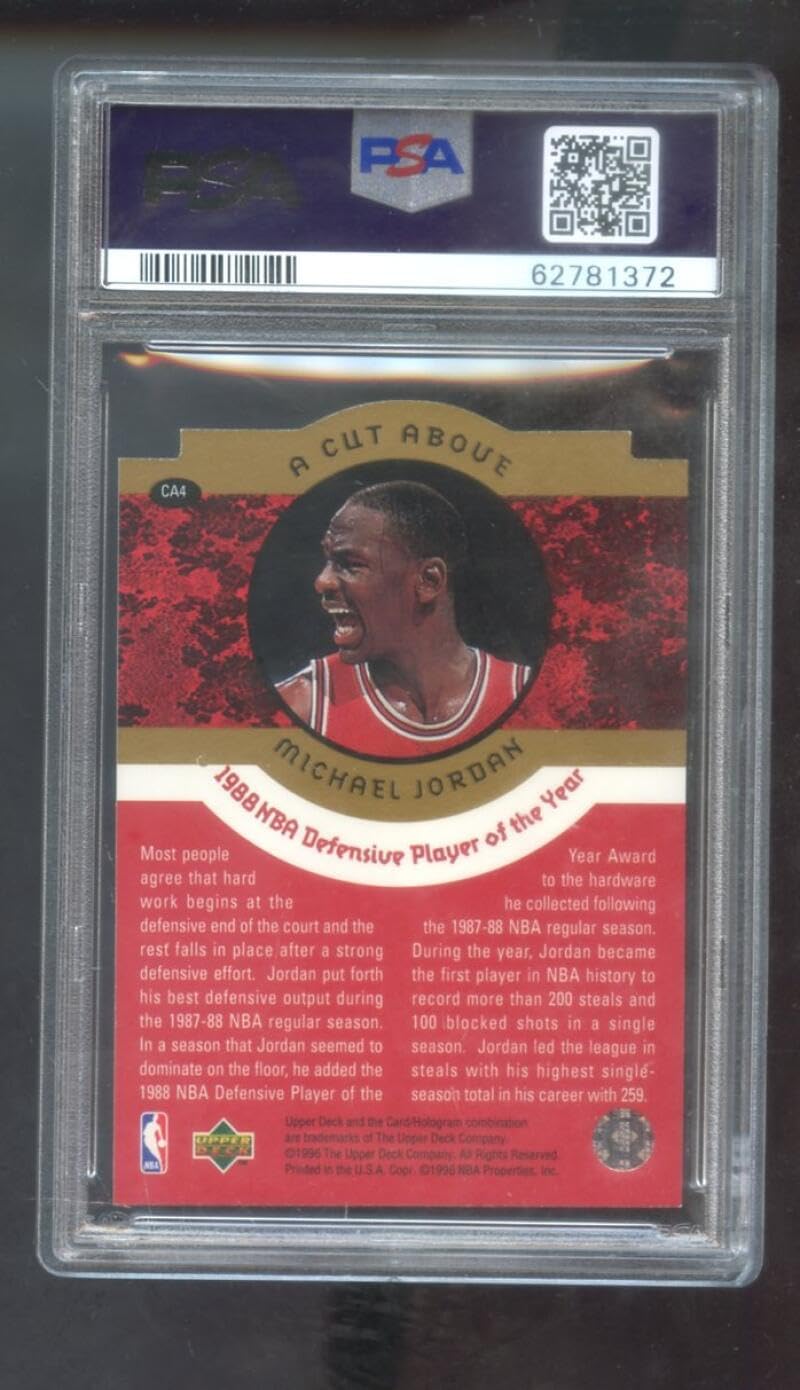 PSA
PSA
62781372
A CUT ABOVE
CA4
MICHAEL JORDAN
1988 NBA Defensive Player of the Year
Most people
agree that hard
work begins at the
defensive end of the court and the
rest falls in place after a strong
defensive effort. Jordan put forth
his best defensive output during
the 1987-88 NBA regular season.
In a season that Jordan seemed to
dominate on the floor, he added the
1988 NBA Defensive Player of the
Year Award
to the hardware
he collected following
the 1987-88 NBA regular season.
During the year, Jordan became
the first player in NBA history to
record more than 200 steals and
100 blocked shots in a single
season. Jordan led the league in
steals with his highest single-
season total in his career with 259.
NBA
UPPER
DECK
TM
Upper Deck and the Card/Hologram combination
are trademarks of The Upper Deck Company.
©1996 The Upper Deck Company. All Rights Reserved.
Printed in the U.S.A. Copr. ©1996 NBA Properties, Inc.